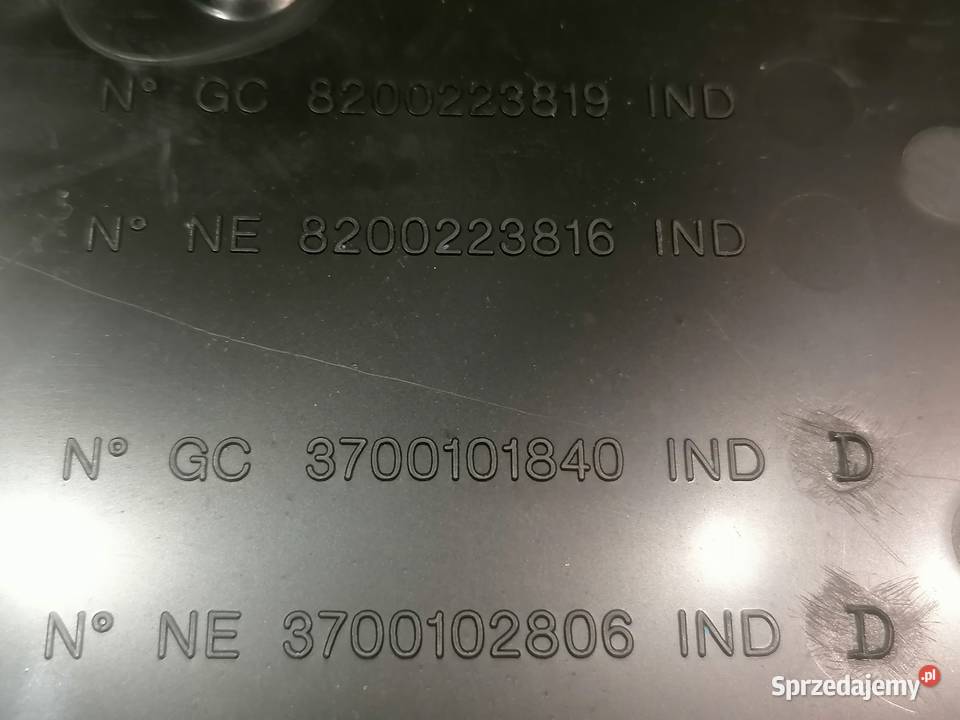 N° GC 8200223819 IND
N° NE 8200223816 IND
N° GC 3700101840 IND D
N° NE 3700102806 IND D
Sprzedajemy.pl